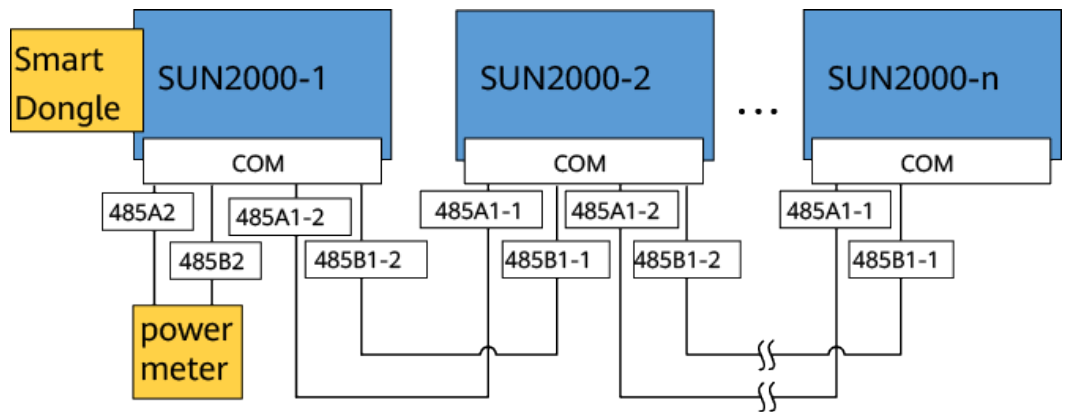 Smart
Dongle
SUN2000-1
SUN2000-2
...
SUN2000-n
COM
COM
COM
485A2
485A1-2
485A1-1
485A1-2
485A1-1
485B2
485B1-2
485B1-1
485B1-2
485B1-1
power
meter